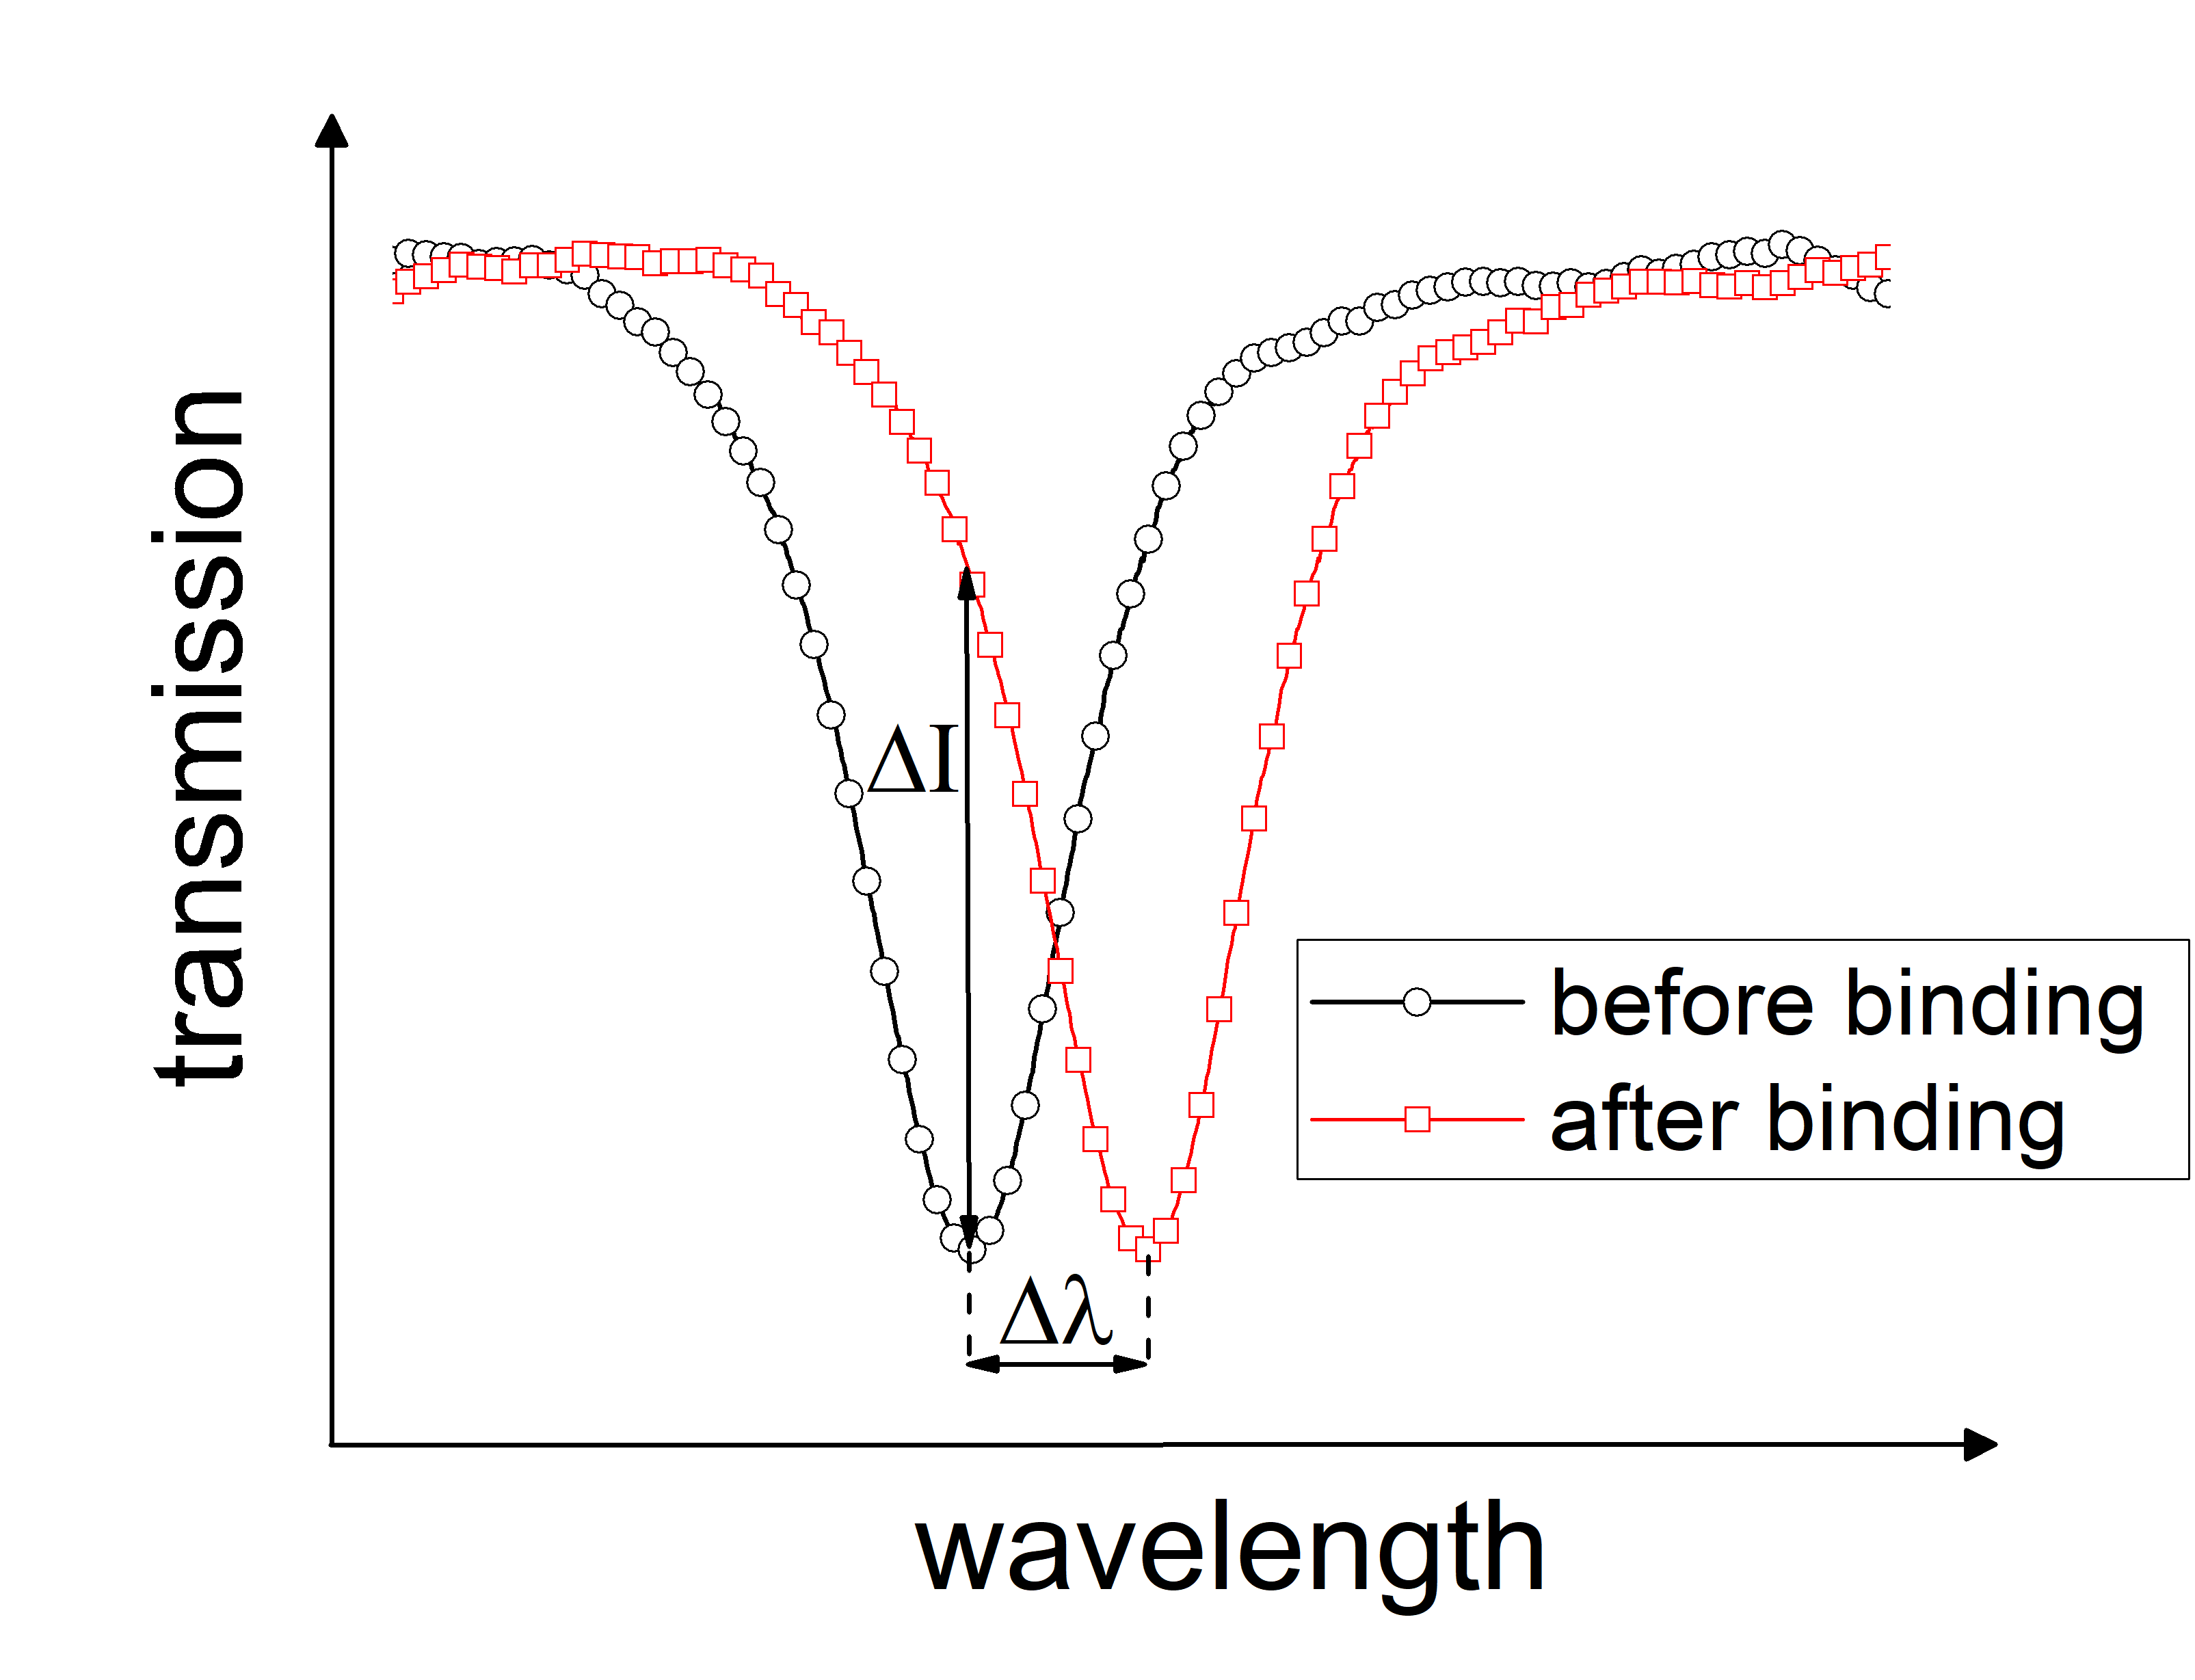 transmission
ΔI
Δλ
before binding
after binding
wavelength